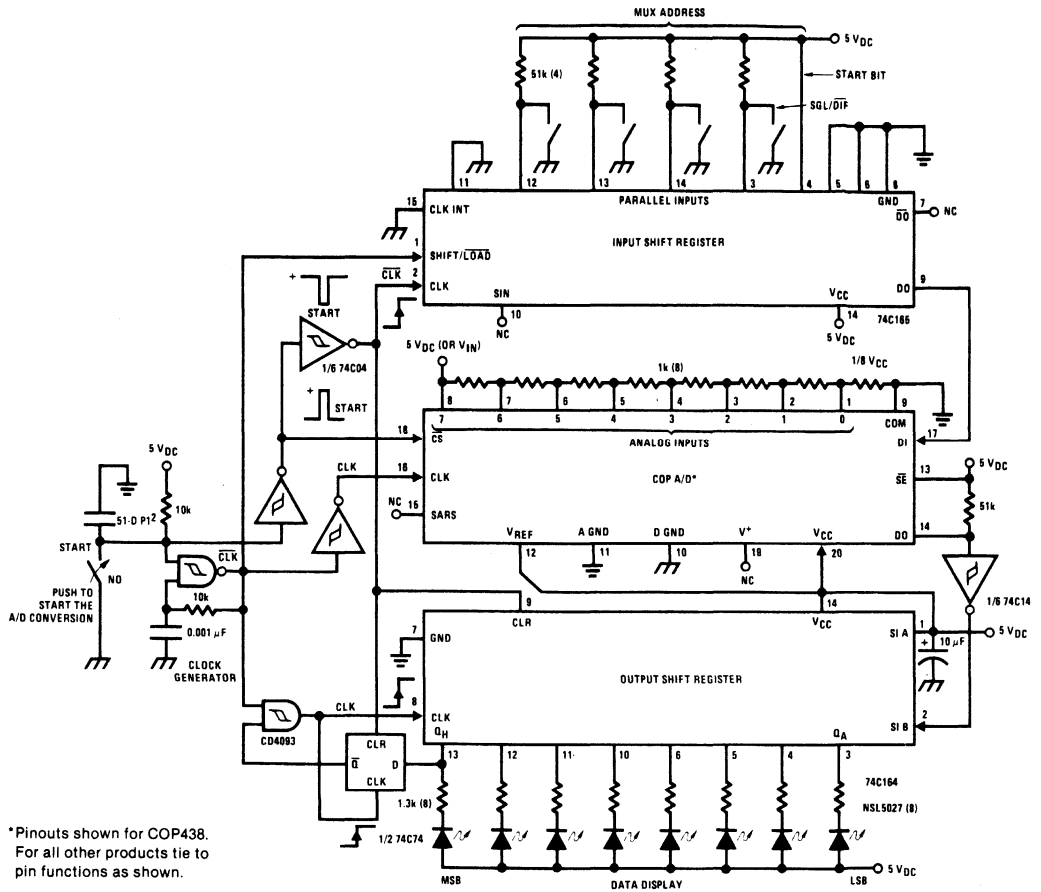 MUX ADDRESS
5 VDC
51k (4)
START BIT
SGL/DIF
11
12
13
14
3
4
5
6
8
PARALLEL INPUTS
GND
15
CLK INT
7
DO
NC
INPUT SHIFT REGISTER
1
SHIFT/LOAD
CLK
2
CLK
9
DO
SIN
VCC
10
NC
14
5 VDC
74C165
+
START
1/6 74C04
5 VDC (OR VIN)
1k (8)
1/8 VCC
+
START
8
7
6
5
4
3
2
1
9
7
6
5
4
3
2
1
0
COM
ANALOG INPUTS
18
CS
17
DI
CLK
16
CLK
COP A/D*
13
SE
5 VDC
NC
15
SARS
51k
14
DO
VREF
A GND
D GND
V+
VCC
12
11
10
19
20
NC
5 VDC
10k
51-D P1²
START
NO
CLK
PUSH TO
START THE
A/D CONVERSION
10k
0.001 μF
CLOCK
GENERATOR
1/6 74C14
9
CLR
14
VCC
7
GND
1
SI A
5 VDC
+
10 μF
OUTPUT SHIFT REGISTER
CLK
8
CLK
2
SI B
CD4093
QH
QA
CLR
Q
D
CLK
13
12
11
10
6
5
4
3
74C164
1.3k (8)
NSL5027 (8)
1/2 74C74
MSB
DATA DISPLAY
LSB
5 VDC
*Pinouts shown for COP438.
For all other products tie to
pin functions as shown.